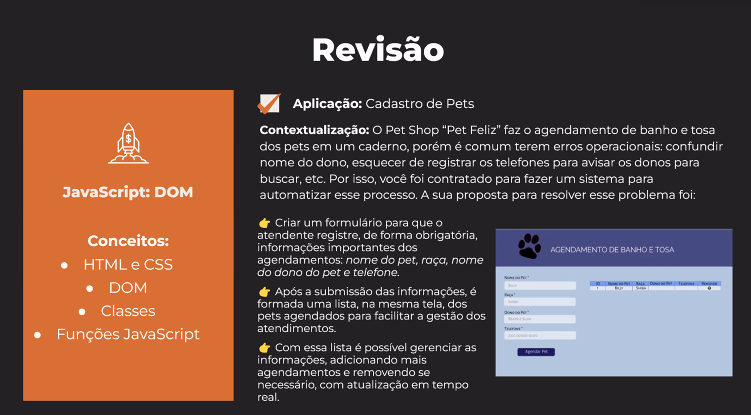 Revisão
JavaScript: DOM
Conceitos:
● HTML e CSS
● DOM
● Classes
● Funções JavaScript
Aplicação: Cadastro de Pets
Contextualização: O Pet Shop “Pet Feliz” faz o agendamento de banho e tosa
dos pets em um caderno, porém é comum terem erros operacionais: confundir
nome do dono, esquecer de registrar os telefones para avisar os donos para
buscar, etc. Por isso, você foi contratado para fazer um sistema para
automatizar esse processo. A sua proposta para resolver esse problema foi:
👉 Criar um formulário para que o
atendente registre, de forma obrigatória,
informações importantes dos
agendamentos: nome do pet, raça, nome
do dono do pet e telefone.
👉 Após a submissão das informações, é
formada uma lista, na mesma tela, dos
pets agendados para facilitar a gestão dos
atendimentos.
👉 Com essa lista é possível gerenciar as
informações, adicionando mais
agendamentos e removendo se
necessário, com atualização em tempo
real.
AGENDAMENTO DE BANHO E TOSA
Nome do Pet *
Billy
Raça *
Dono do Pet *
Telefone *
Agendar Pet
ID Nome do Pet Raça Dono do Pet Telefone Remover
1 Billy